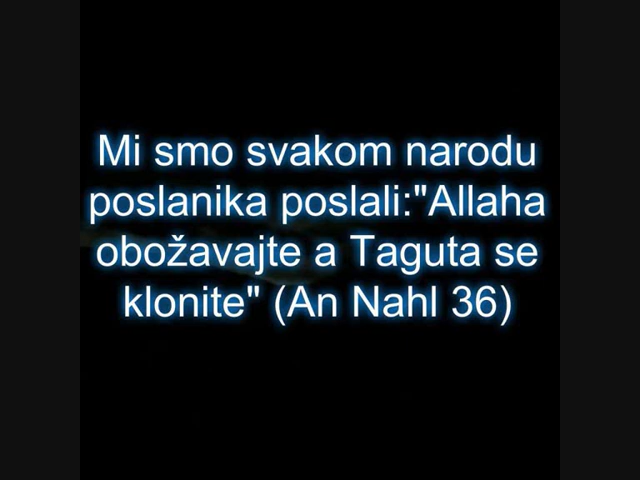 Mi smo svakom narodu
poslanika poslali:"Allaha
obožavajte a Taguta se
klonite" (An Nahl 36)